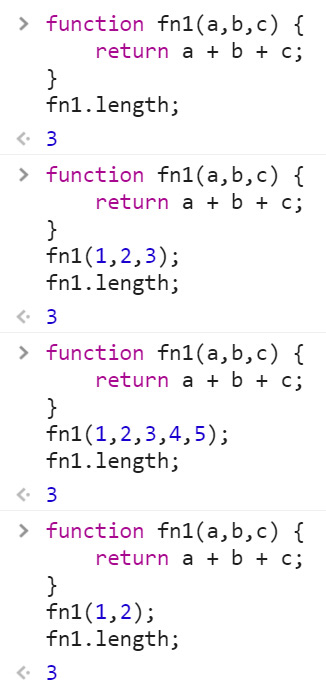 > function fn1(a,b,c) {
      return a + b + c;
  }
  fn1.length;
< 3
> function fn1(a,b,c) {
      return a + b + c;
  }
  fn1(1,2,3);
  fn1.length;
< 3
> function fn1(a,b,c) {
      return a + b + c;
  }
  fn1(1,2,3,4,5);
  fn1.length;
< 3
> function fn1(a,b,c) {
      return a + b + c;
  }
  fn1(1,2);
  fn1.length;
< 3